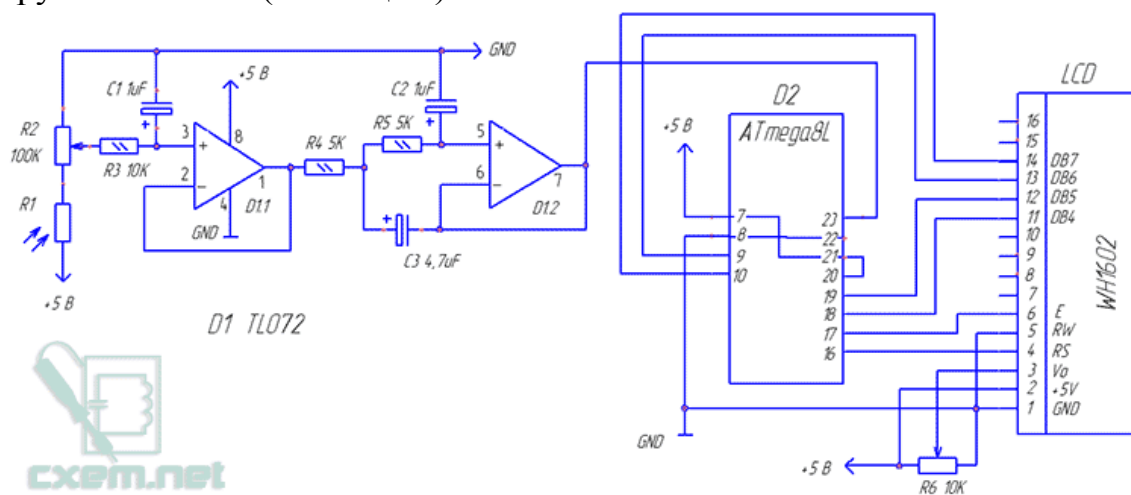 GND
+5 В
C1 1uF
C2 1uF
D2
LCD
R2
100K
R3 10K
3
+
8
2
−
1
4
D1.1
GND
R4 5K
R5 5K
5
+
6
−
7
D1.2
+
+
+
C3 4,7uF
R1
+5 В
D1 TL072
+5 В
ATmega8L
7
8
9
10
23
22
21
20
19
18
17
16
GND
16
15
14 DB7
13 DB6
12 DB5
11 DB4
10
9
8
7
6 E
5 RW
4 RS
3 Vo
2 +5V
1 GND
WH1602
+5 В
R6 10K
cxem.net